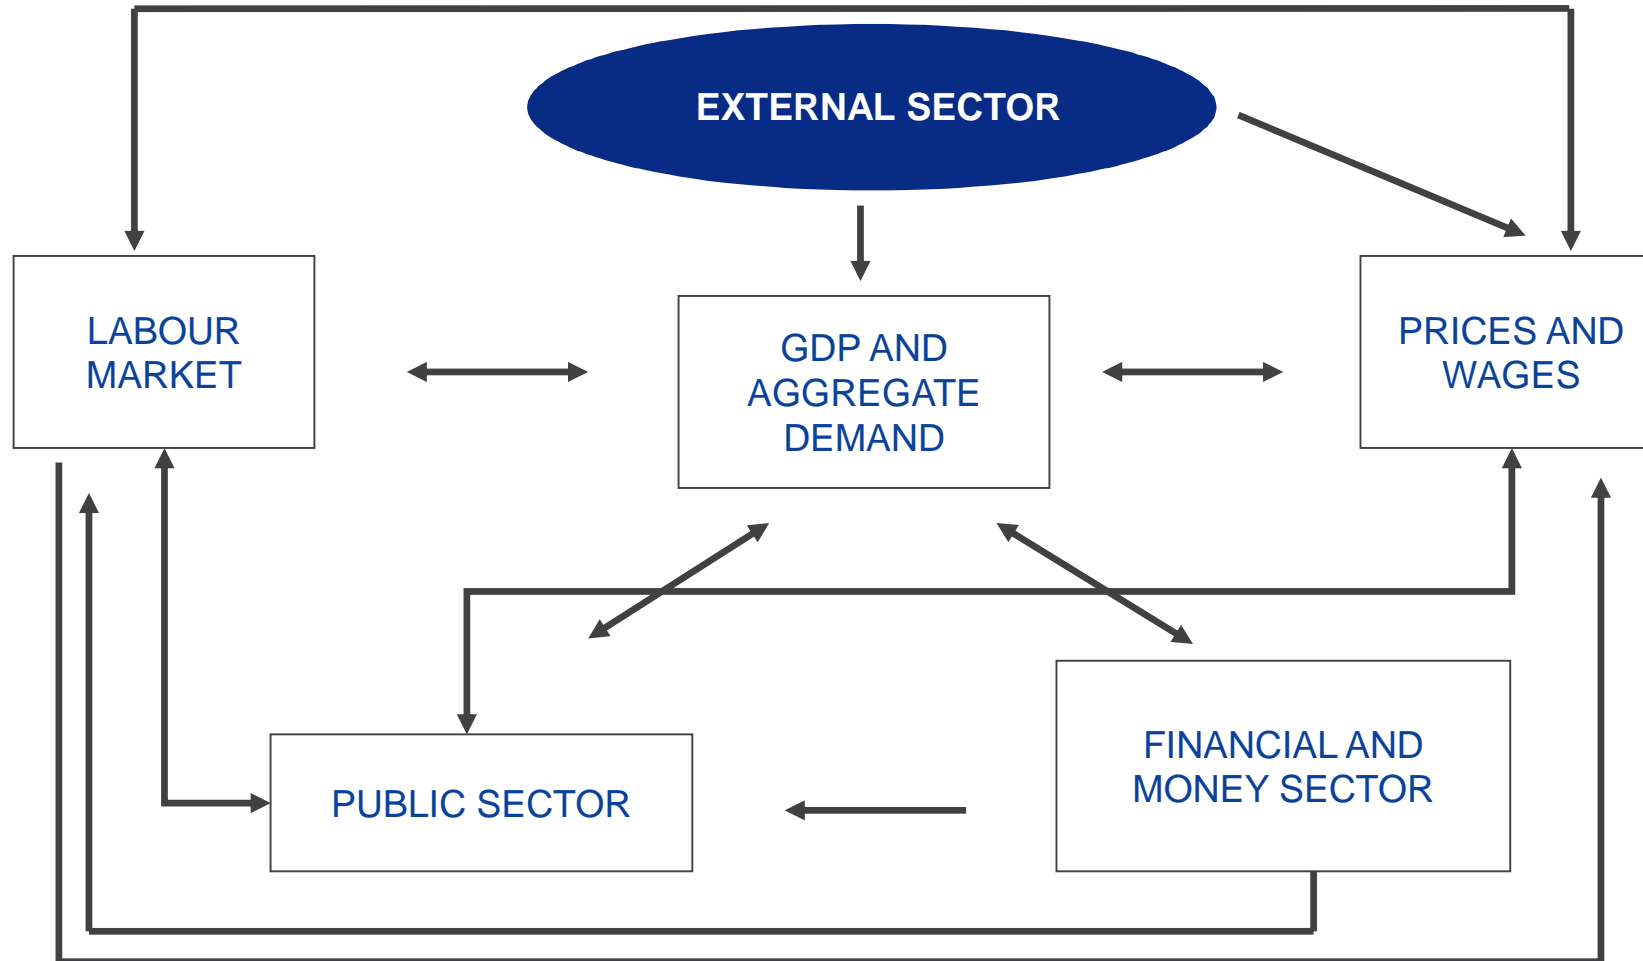 EXTERNAL SECTOR
LABOUR
MARKET
GDP AND
AGGREGATE
DEMAND
PRICES AND
WAGES
PUBLIC SECTOR
FINANCIAL AND
MONEY SECTOR